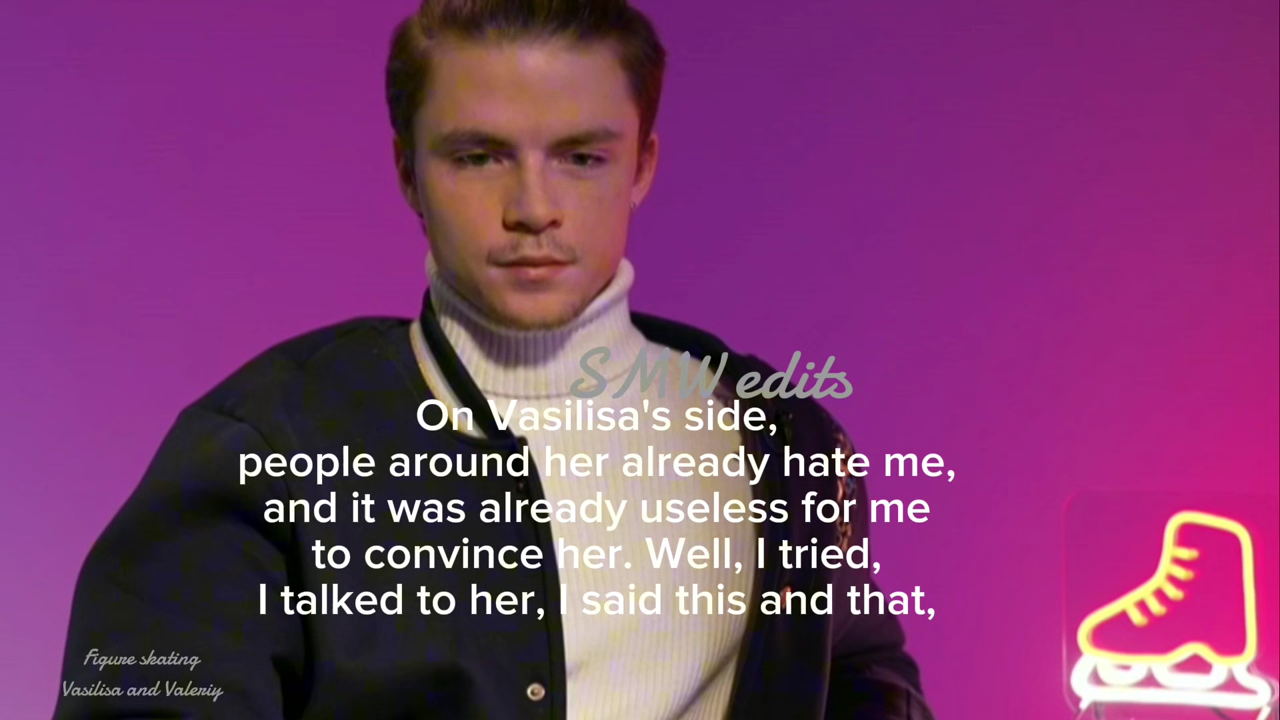 SMW edits
On Vasilisa's side,
people around her already hate me,
and it was already useless for me
to convince her. Well, I tried,
I talked to her, I said this and that,
Figure skating
Vasilisa and Valeriy